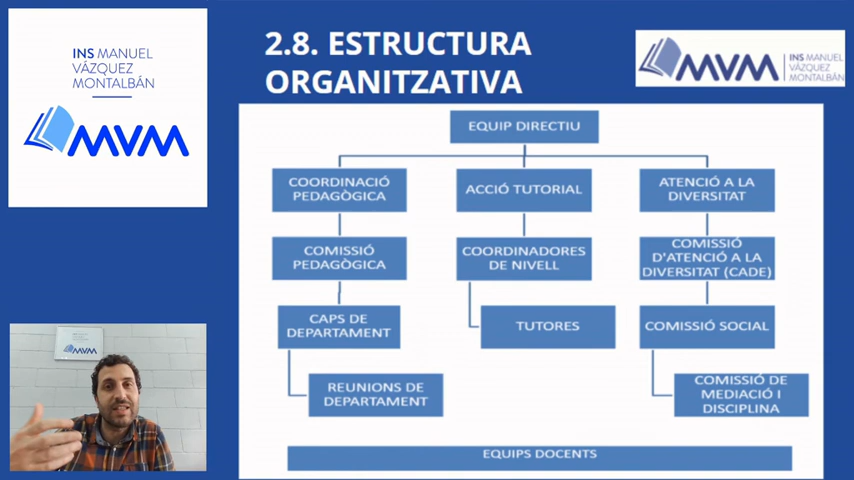 INS MANUEL
VÁZQUEZ
MONTALBÁN
MVM
2.8. ESTRUCTURA
ORGANITZATIVA
MVM
INS MANUEL
VÁZQUEZ
MONTALBÁN
EQUIP DIRECTIU
COORDINACIÓ
PEDAGÒGICA
ACCIÓ TUTORIAL
ATENCIÓ A LA
DIVERSITAT
COMISSIÓ
PEDAGÒGICA
COORDINADORES
DE NIVELL
COMISSIÓ
D'ATENCIÓ A LA
DIVERSITAT (CADE)
CAPS DE
DEPARTAMENT
TUTORES
COMISSIÓ SOCIAL
REUNIONS DE
DEPARTAMENT
COMISSIÓ DE
MEDIACIÓ I
DISCIPLINA
EQUIPS DOCENTS
MVM